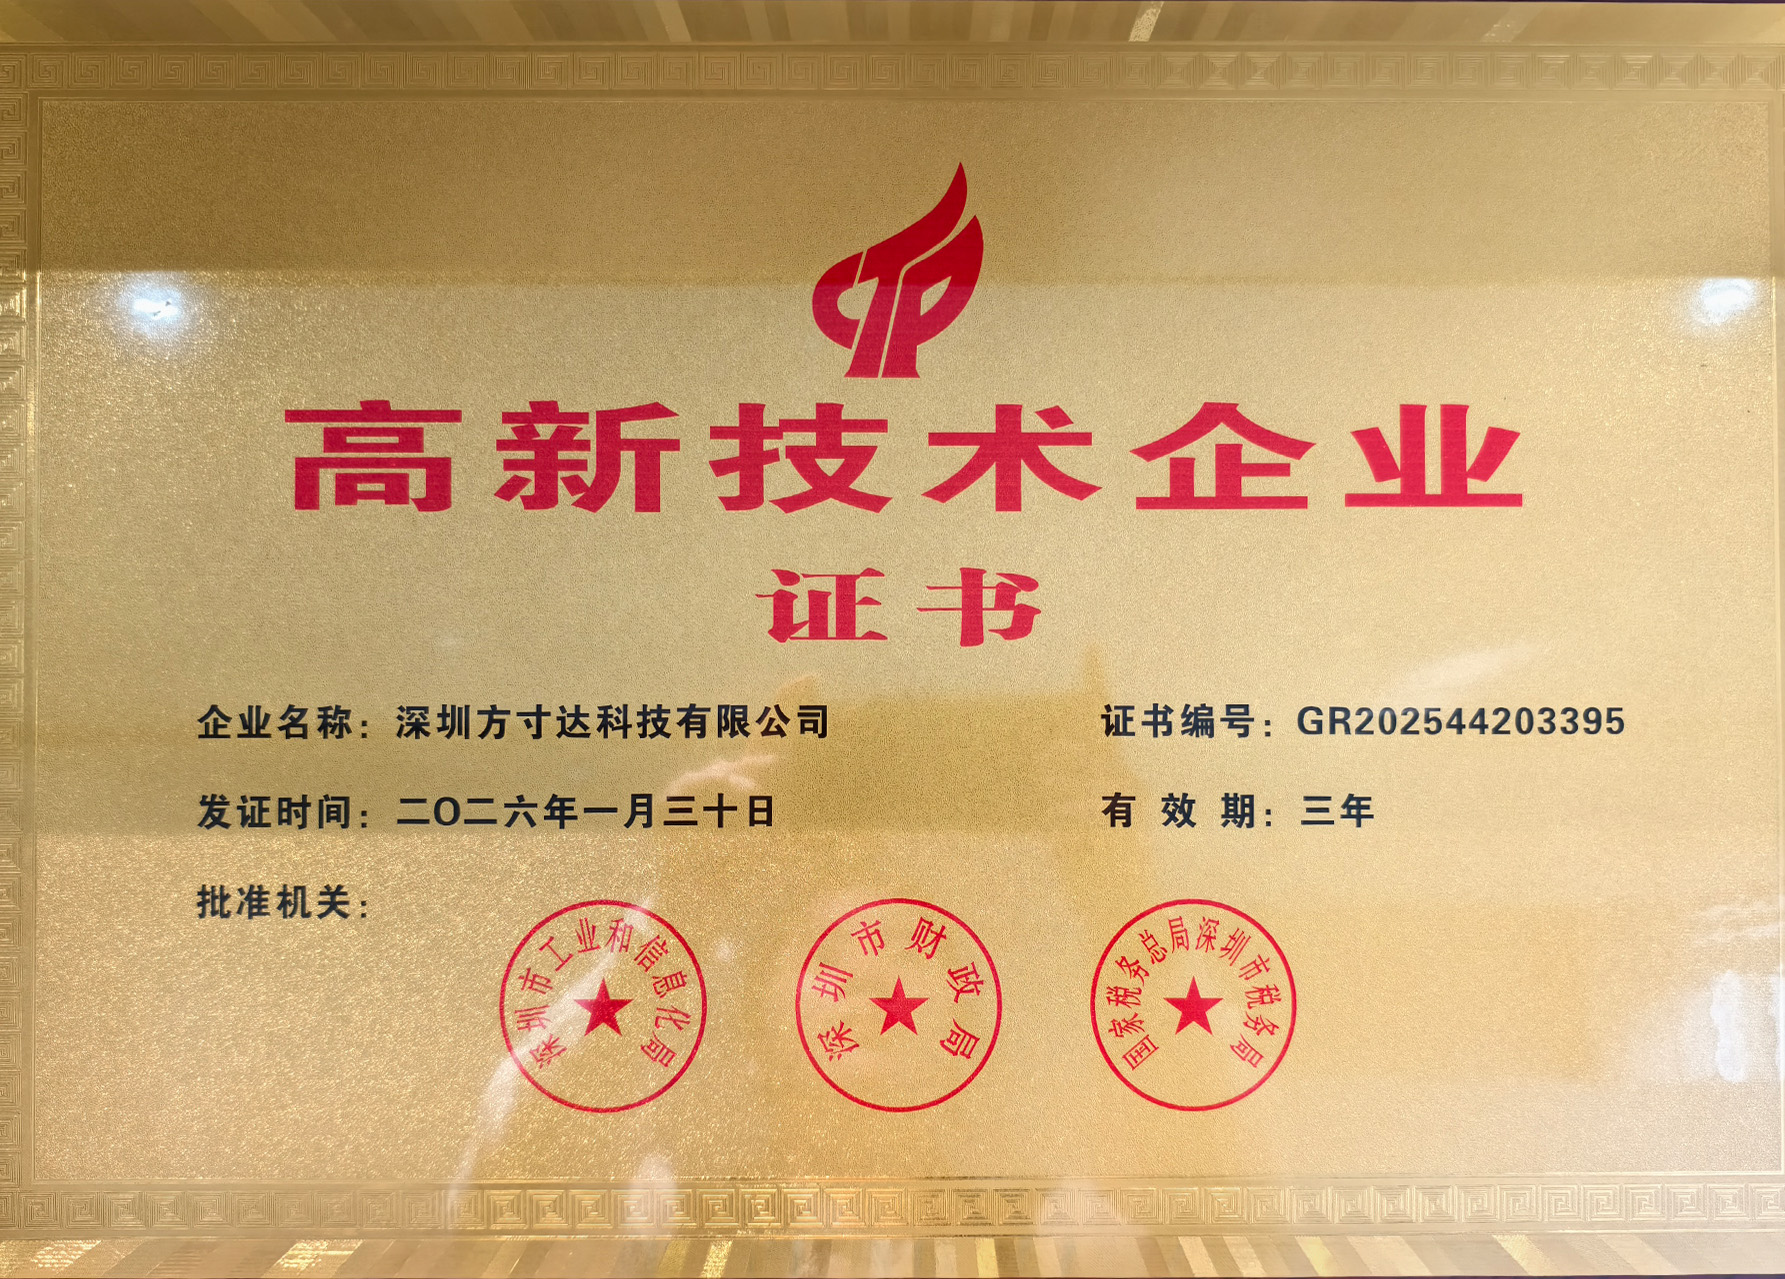 高新技术企业
证书
企业名称：深圳方寸达科技有限公司
证书编号：GR202544203395
发证时间：二〇二六年一月三十日
有 效 期：三年
批准机关：
深圳市工业和信息化局
深圳市财政局
国家税务总局深圳市税务局